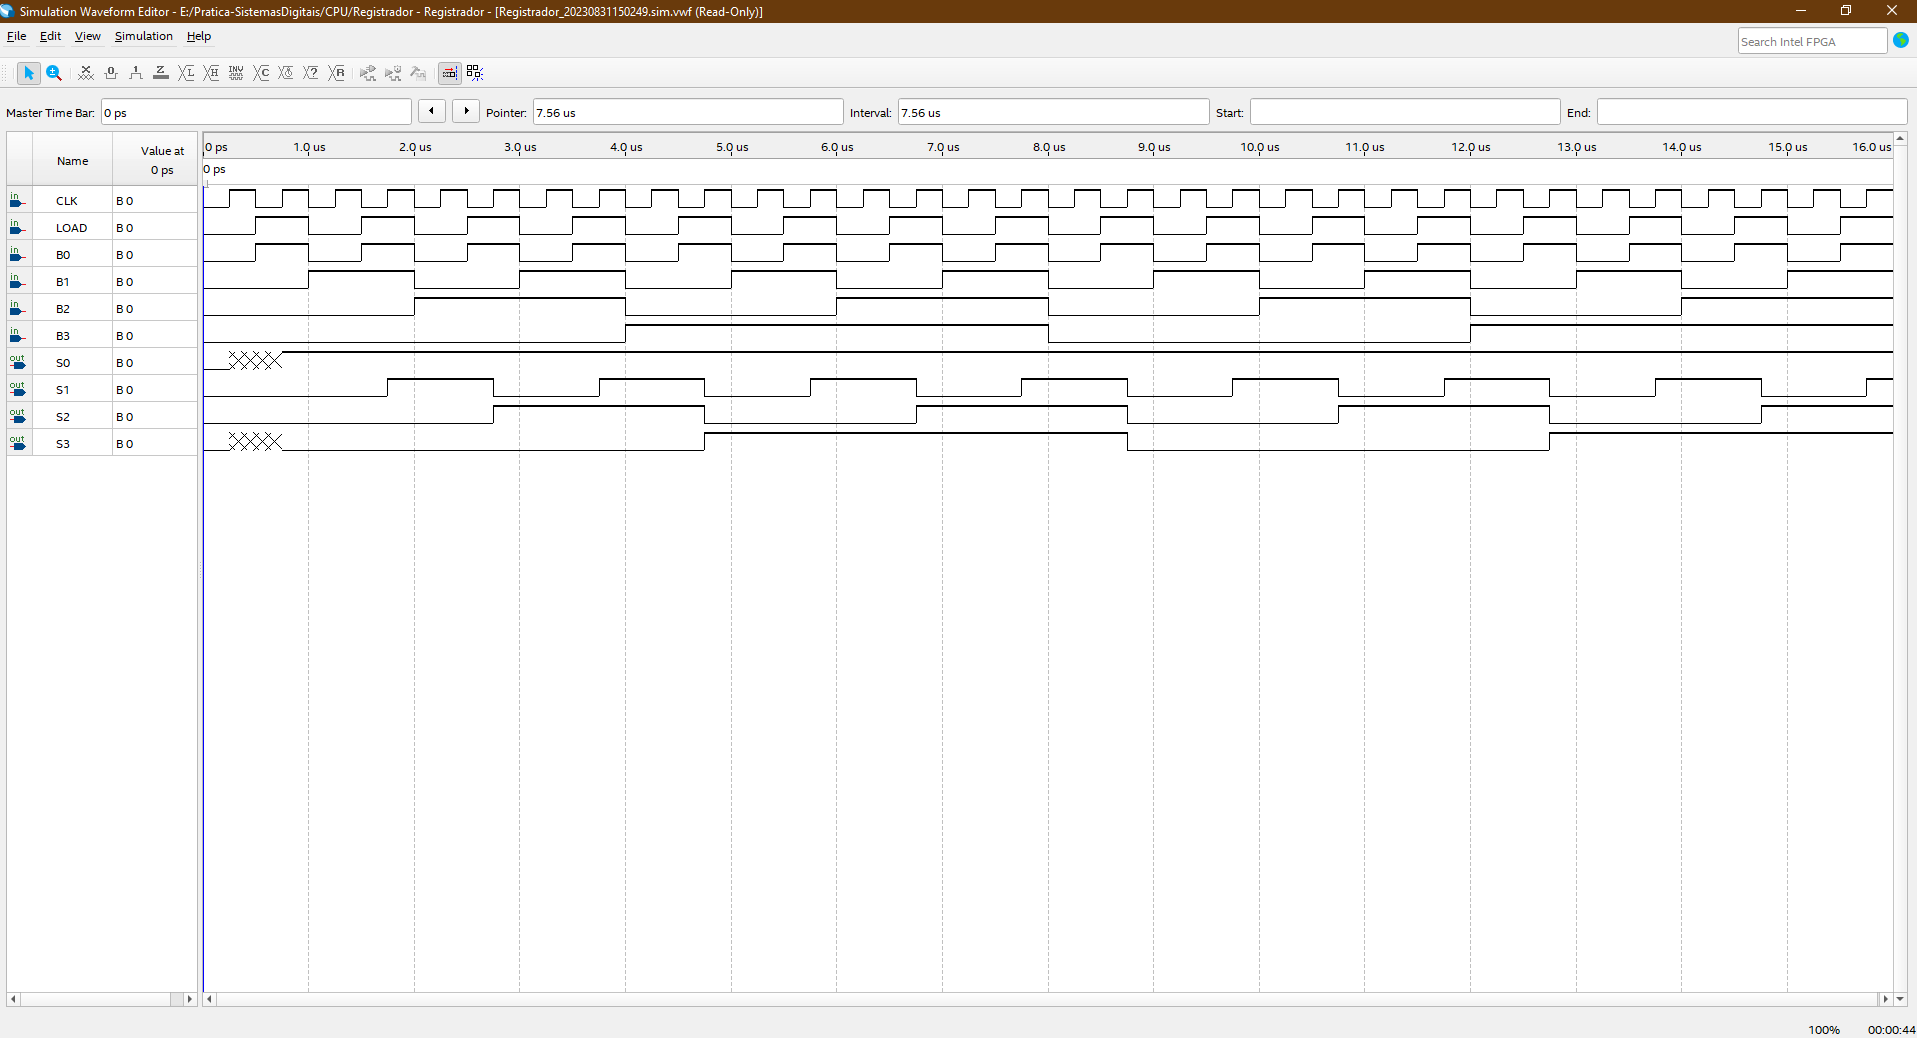 Simulation Waveform Editor - E:/Pratica-SistemasDigitais/CPU/Registrador - Registrador - [Registrador_20230831150249.sim.vwf (Read-Only)]
File Edit View Simulation Help
Search Intel FPGA
Master Time Bar: 0 ps Pointer: 7.56 us Interval: 7.56 us Start: End:
Name Value at 0 ps
0 ps 1.0 us 2.0 us 3.0 us 4.0 us 5.0 us 6.0 us 7.0 us 8.0 us 9.0 us 10.0 us 11.0 us 12.0 us 13.0 us 14.0 us 15.0 us 16.0 us
0 ps
in CLK B 0
in LOAD B 0
in B0 B 0
in B1 B 0
in B2 B 0
in B3 B 0
out S0 B 0
out S1 B 0
out S2 B 0
out S3 B 0
100% 00:00:44